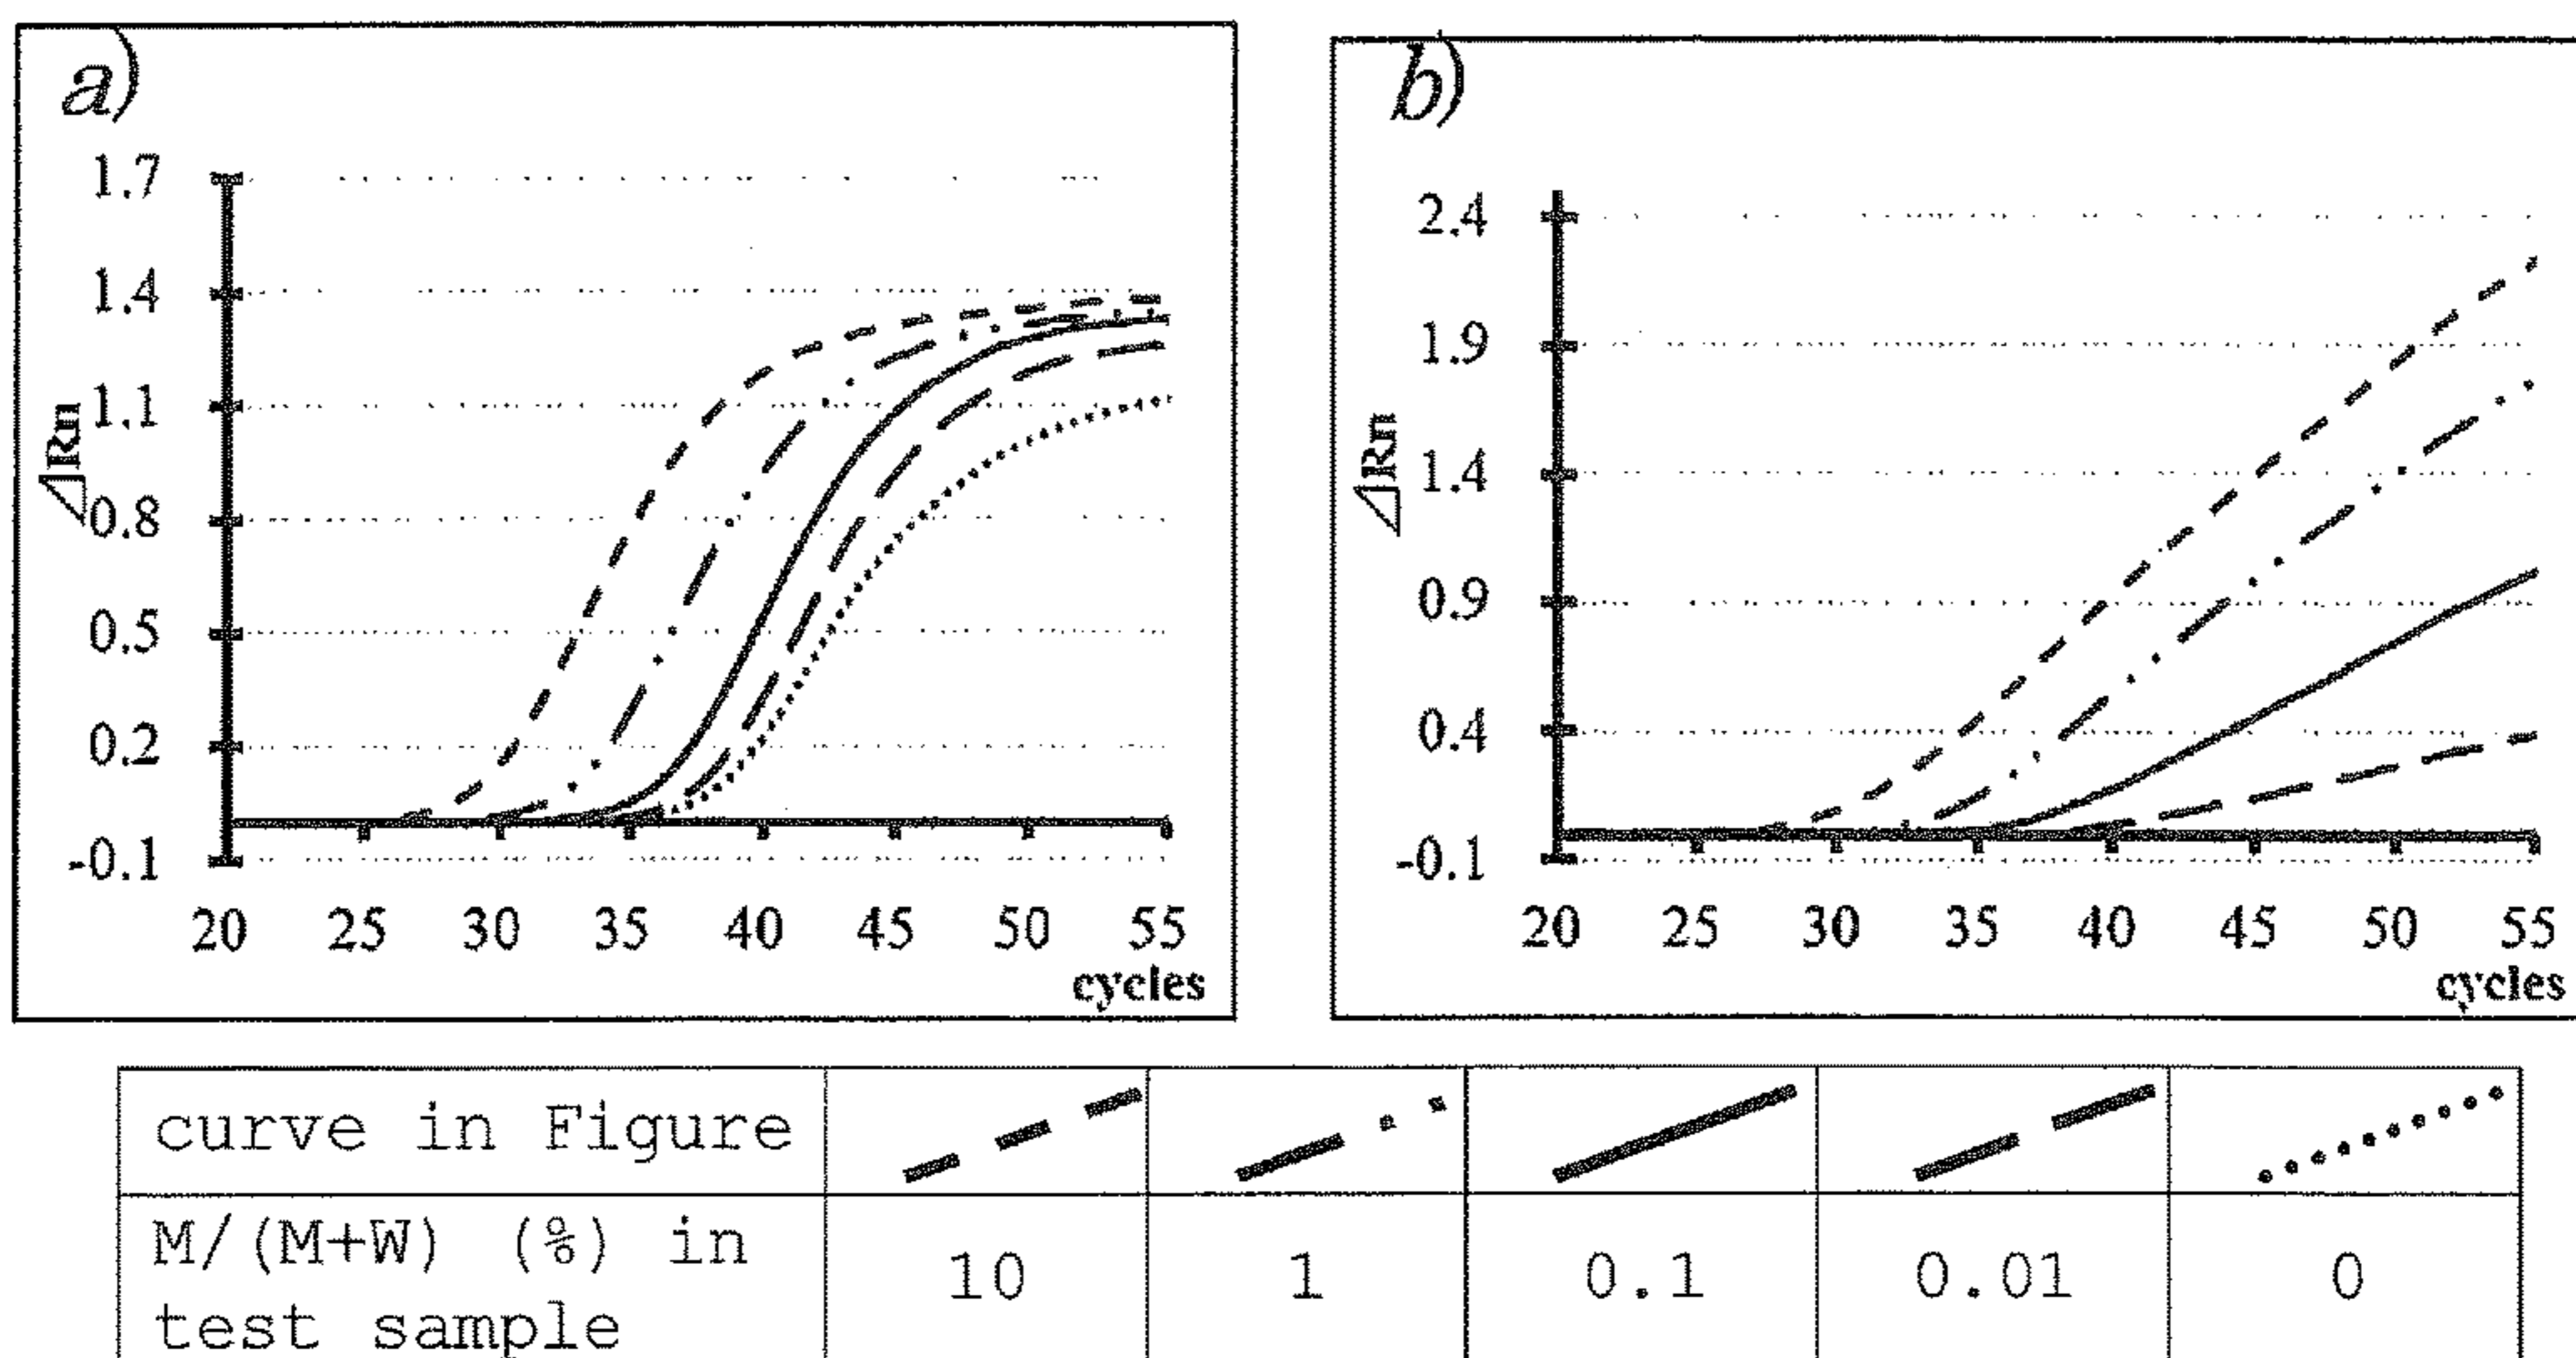 a)
1.7
1.4
1.1
0.8
0.5
0.2
-0.1
⊿Rn
20 25 30 35 40 45 50 55
cycles
b)
2.4
1.9
1.4
0.9
0.4
-0.1
⊿Rn
20 25 30 35 40 45 50 55
cycles
curve in Figure
M/(M+W) (%) in
test sample
10 1 0.1 0.01 0